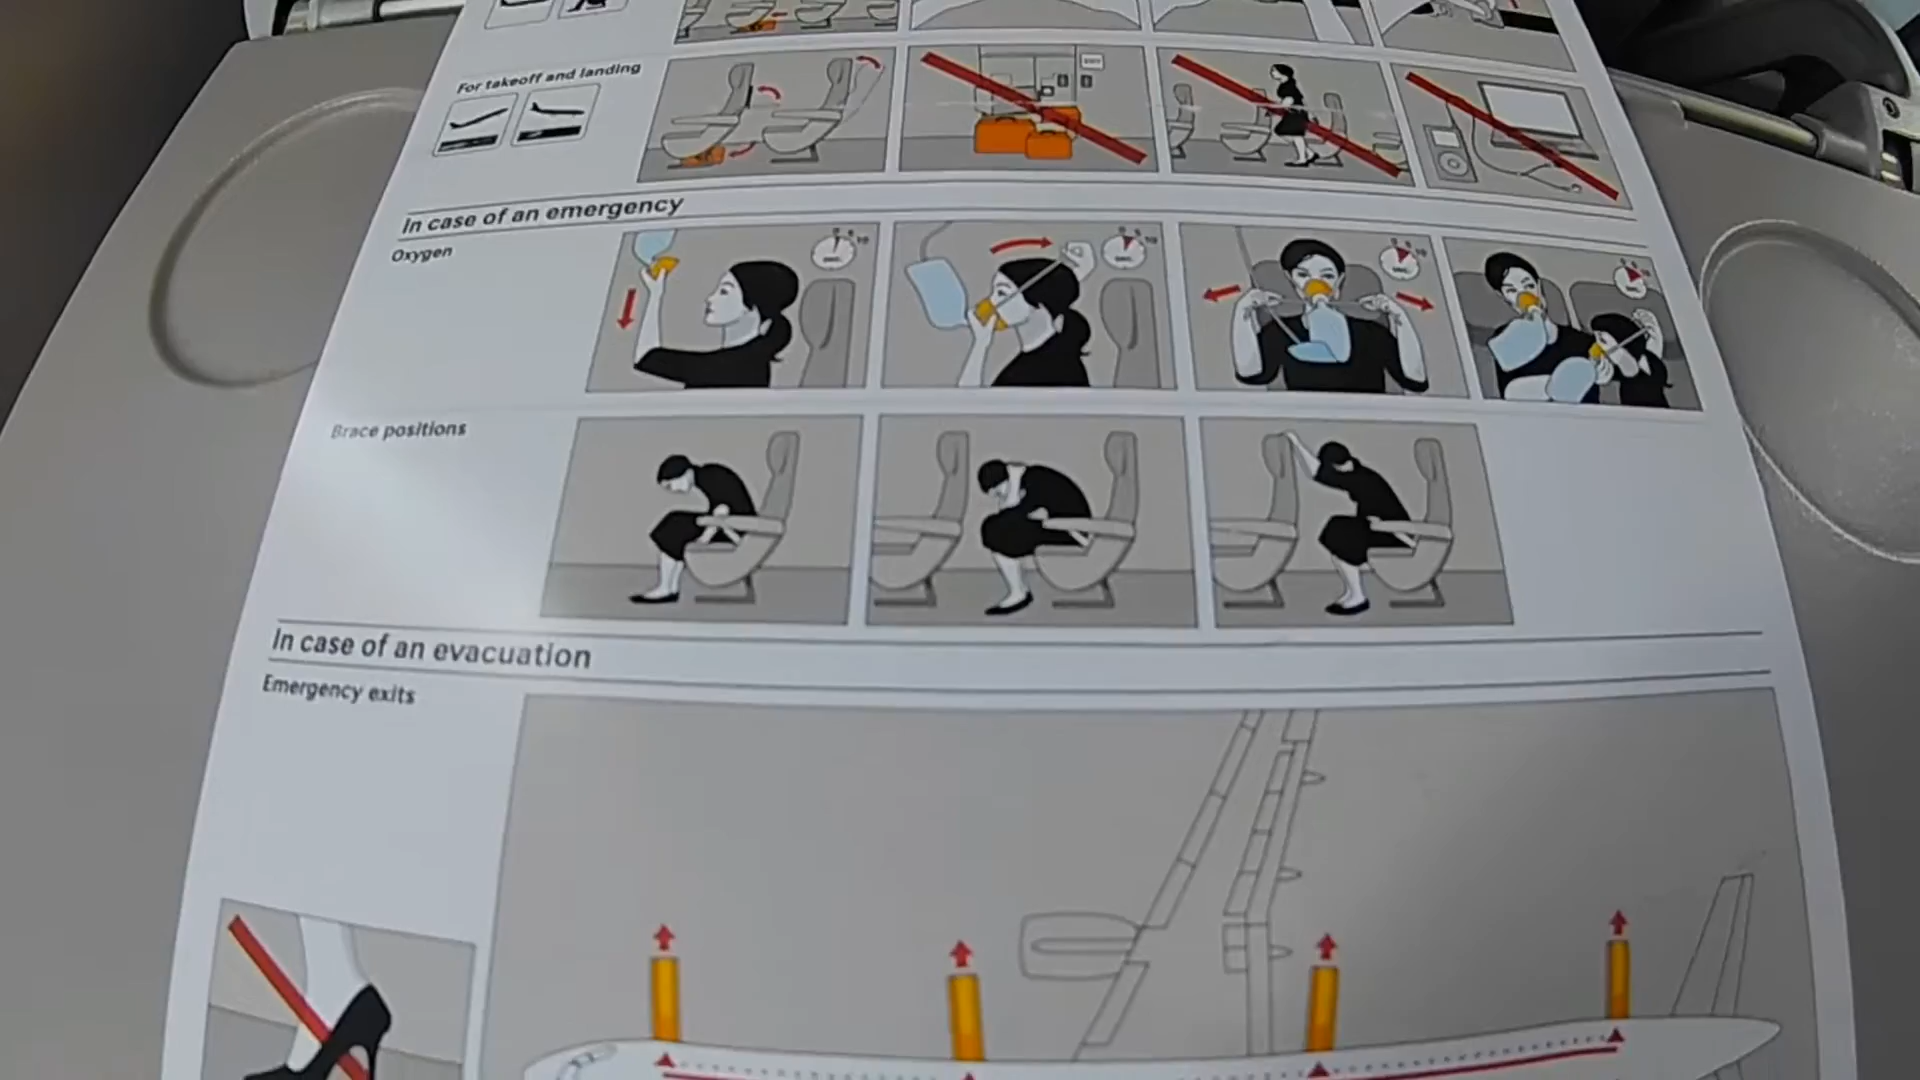 For takeoff and landing
EXIT
In case of an emergency
Oxygen
Brace positions
In case of an evacuation
Emergency exits